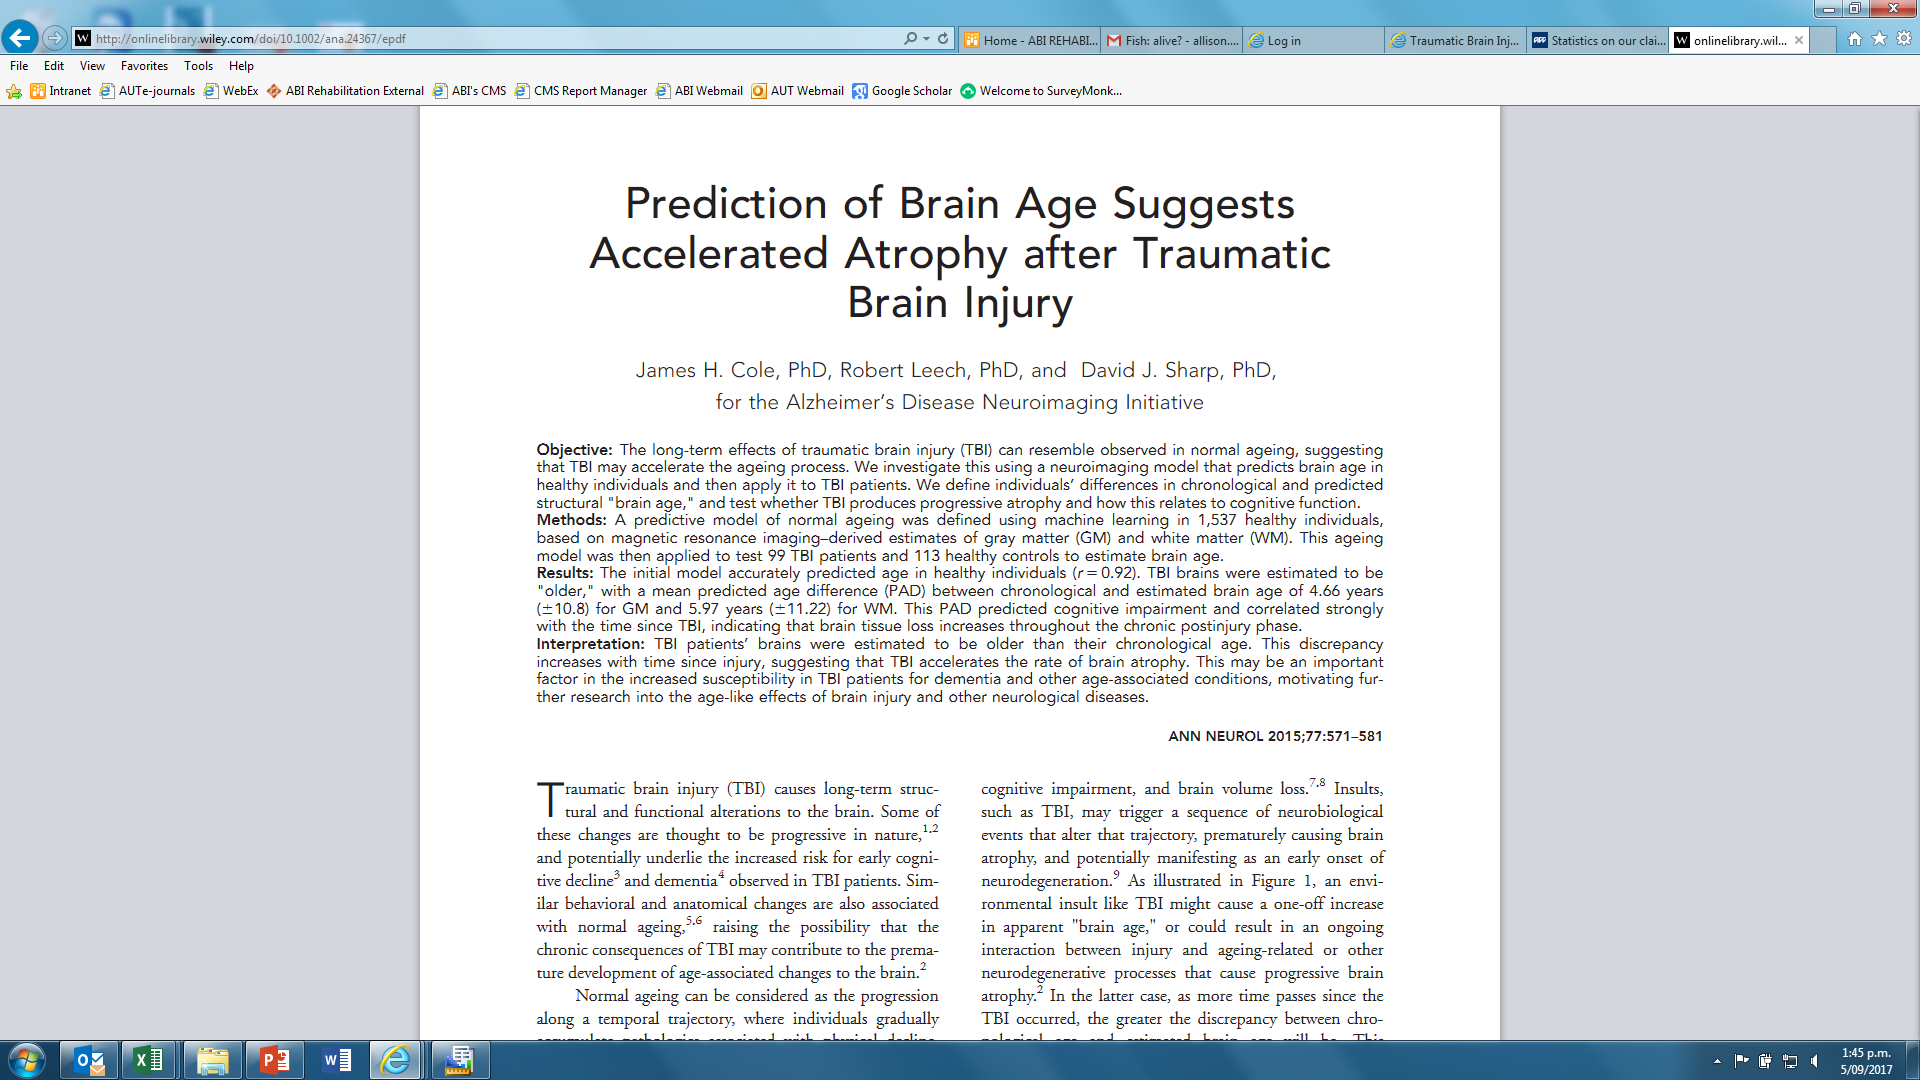 http://onlinelibrary.wiley.com/doi/10.1002/ana.24367/epdf
Home - ABI REHABI...
Fish: alive? - allison....
Log in
Traumatic Brain Inj...
Statistics on our clai...
onlinelibrary.wil...
File Edit View Favorites Tools Help
Intranet AUTe-journals WebEx ABI Rehabilitation External ABI's CMS CMS Report Manager ABI Webmail AUT Webmail Google Scholar Welcome to SurveyMonk...
Prediction of Brain Age Suggests
Accelerated Atrophy after Traumatic
Brain Injury
James H. Cole, PhD, Robert Leech, PhD, and David J. Sharp, PhD,
for the Alzheimer's Disease Neuroimaging Initiative
Objective: The long-term effects of traumatic brain injury (TBI) can resemble observed in normal ageing, suggesting
that TBI may accelerate the ageing process. We investigate this using a neuroimaging model that predicts brain age in
healthy individuals and then apply it to TBI patients. We define individuals' differences in chronological and predicted
structural "brain age," and test whether TBI produces progressive atrophy and how this relates to cognitive function.
Methods: A predictive model of normal ageing was defined using machine learning in 1,537 healthy individuals,
based on magnetic resonance imaging–derived estimates of gray matter (GM) and white matter (WM). This ageing
model was then applied to test 99 TBI patients and 113 healthy controls to estimate brain age.
Results: The initial model accurately predicted age in healthy individuals (r = 0.92). TBI brains were estimated to be
"older," with a mean predicted age difference (PAD) between chronological and estimated brain age of 4.66 years
(±10.8) for GM and 5.97 years (±11.22) for WM. This PAD predicted cognitive impairment and correlated strongly
with the time since TBI, indicating that brain tissue loss increases throughout the chronic postinjury phase.
Interpretation: TBI patients' brains were estimated to be older than their chronological age. This discrepancy
increases with time since injury, suggesting that TBI accelerates the rate of brain atrophy. This may be an important
factor in the increased susceptibility in TBI patients for dementia and other age-associated conditions, motivating fur-
ther research into the age-like effects of brain injury and other neurological diseases.
ANN NEUROL 2015;77:571–581
Traumatic brain injury (TBI) causes long-term struc-
tural and functional alterations to the brain. Some of
these changes are thought to be progressive in nature,1,2
and potentially underlie the increased risk for early cogni-
tive decline3 and dementia4 observed in TBI patients. Sim-
ilar behavioral and anatomical changes are also associated
with normal ageing,5,6 raising the possibility that the
chronic consequences of TBI may contribute to the prema-
ture development of age-associated changes to the brain.2
Normal ageing can be considered as the progression
along a temporal trajectory, where individuals gradually
cognitive impairment, and brain volume loss.7,8 Insults,
such as TBI, may trigger a sequence of neurobiological
events that alter that trajectory, prematurely causing brain
atrophy, and potentially manifesting as an early onset of
neurodegeneration.9 As illustrated in Figure 1, an envi-
ronmental insult like TBI might cause a one-off increase
in apparent "brain age," or could result in an ongoing
interaction between injury and ageing-related or other
neurodegenerative processes that cause progressive brain
atrophy.2 In the latter case, as more time passes since the
TBI occurred, the greater the discrepancy between chro-
1:45 p.m.
5/09/2017